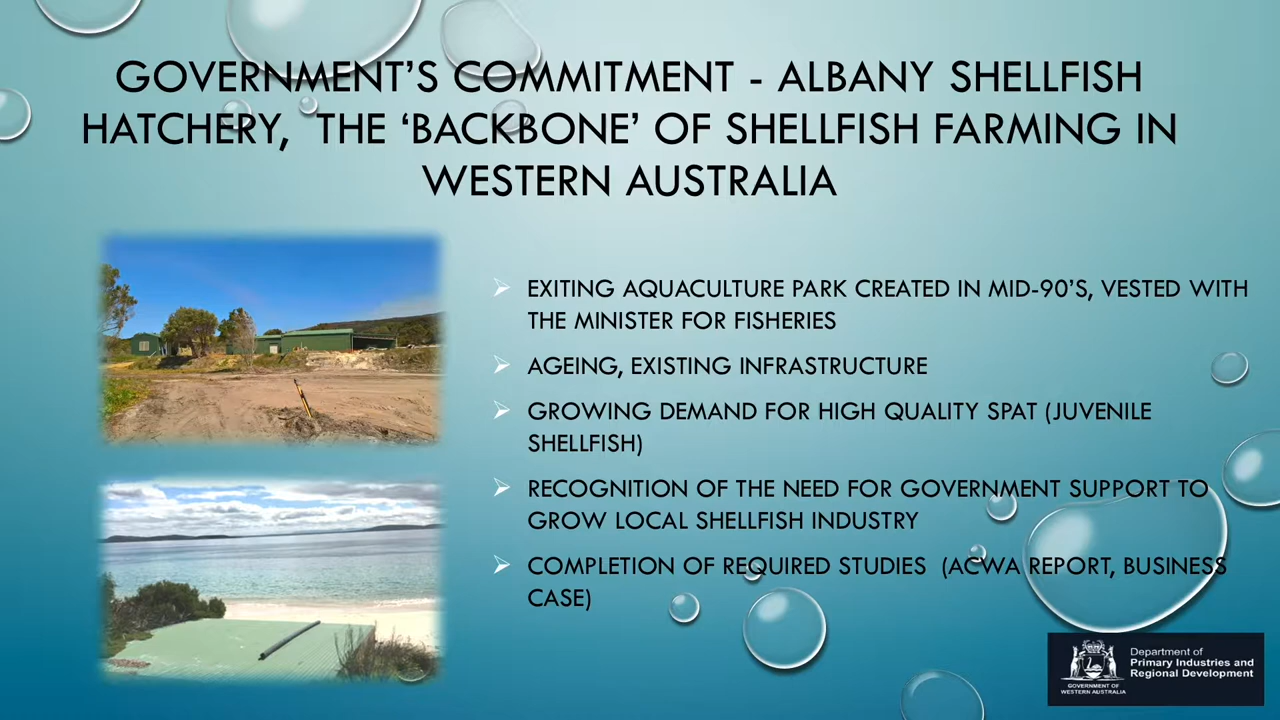 GOVERNMENT’S COMMITMENT - ALBANY SHELLFISH
HATCHERY, THE ‘BACKBONE’ OF SHELLFISH FARMING IN
WESTERN AUSTRALIA
EXITING AQUACULTURE PARK CREATED IN MID-90’S, VESTED WITH
THE MINISTER FOR FISHERIES
AGEING, EXISTING INFRASTRUCTURE
GROWING DEMAND FOR HIGH QUALITY SPAT (JUVENILE
SHELLFISH)
RECOGNITION OF THE NEED FOR GOVERNMENT SUPPORT TO
GROW LOCAL SHELLFISH INDUSTRY
COMPLETION OF REQUIRED STUDIES (ACWA REPORT, BUSINESS
CASE)
Department of
Primary Industries and
Regional Development
GOVERNMENT OF
WESTERN AUSTRALIA